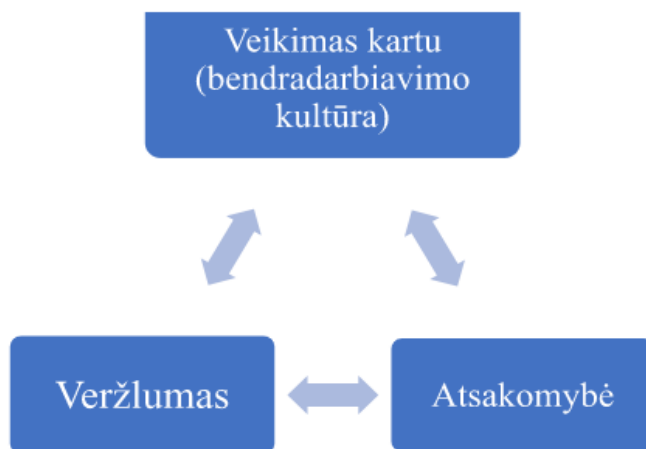 Veikimas kartu
(bendradarbiavimo
kultūra)
Veržlumas
Atsakomybė